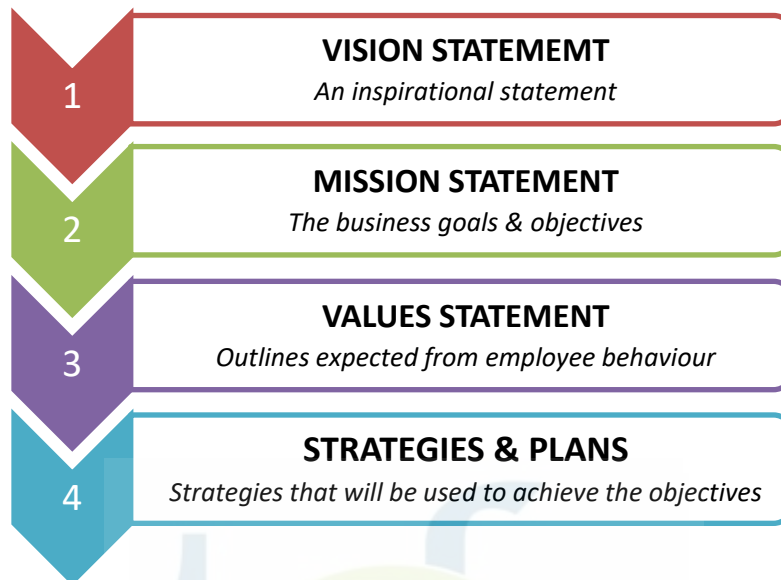 1
VISION STATEMEMT
An inspirational statement
2
MISSION STATEMENT
The business goals & objectives
3
VALUES STATEMENT
Outlines expected from employee behaviour
4
STRATEGIES & PLANS
Strategies that will be used to achieve the objectives